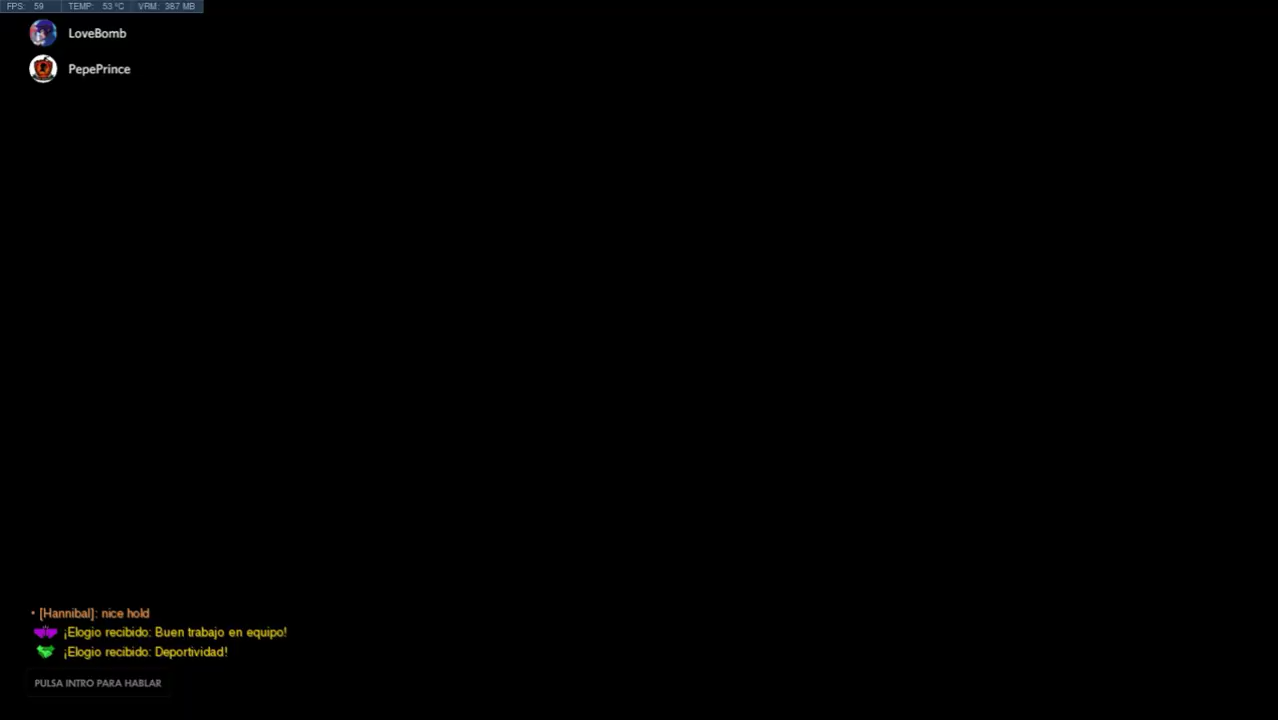 FPS: 59 TEMP: 53 °C VRM: 387 MB
LoveBomb
PepePrince
• [Hannibal]: nice hold
¡Elogio recibido: Buen trabajo en equipo!
¡Elogio recibido: Deportividad!
PULSA INTRO PARA HABLAR